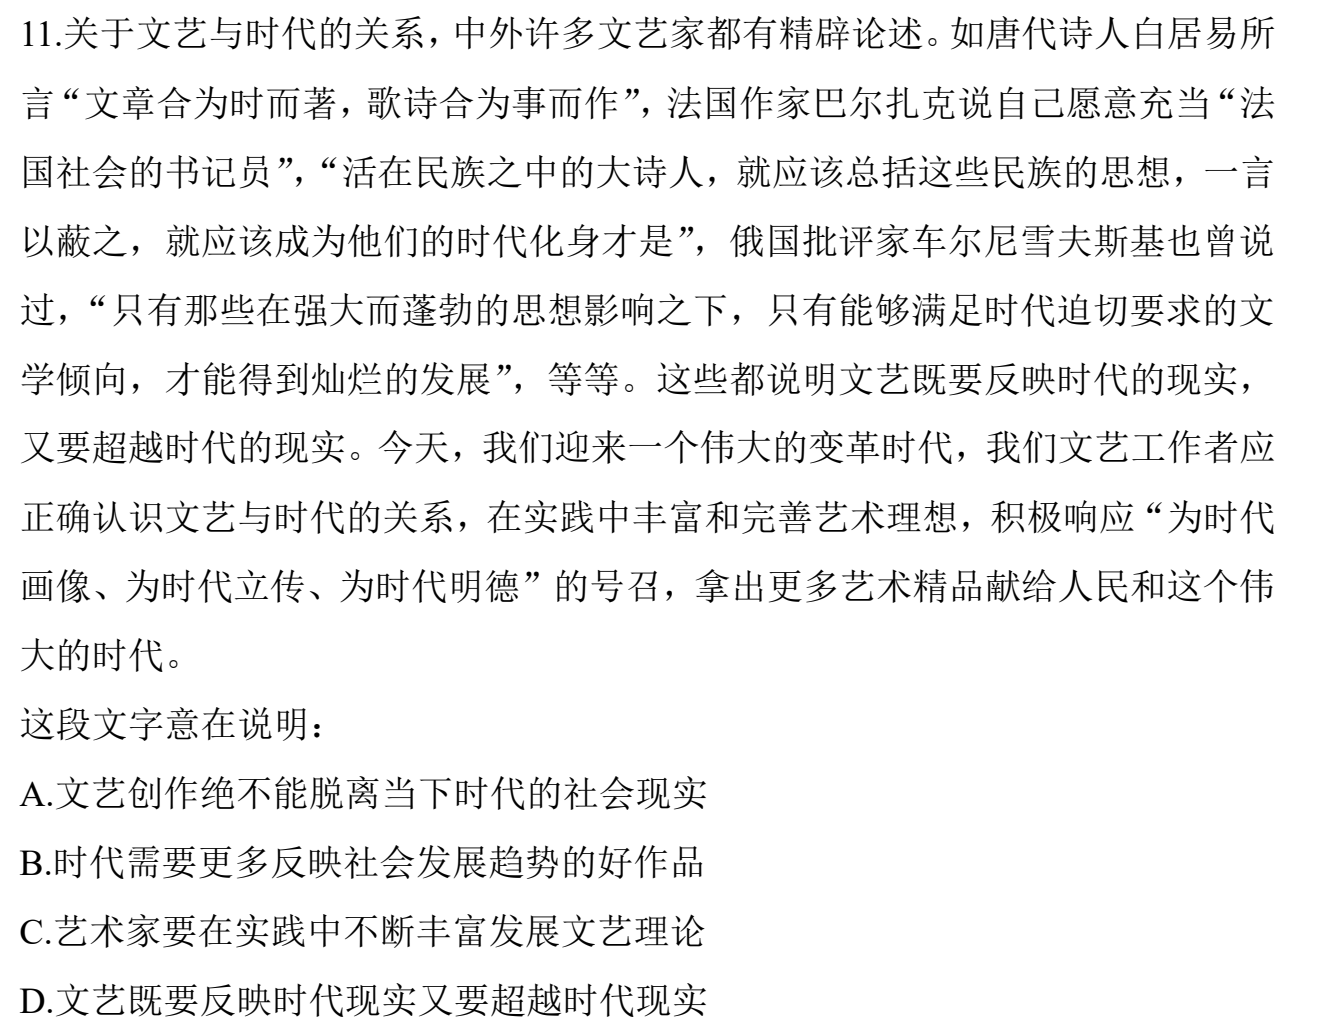 11.关于文艺与时代的关系，中外许多文艺家都有精辟论述。如唐代诗人白居易所
言“文章合为时而著，歌诗合为事而作”，法国作家巴尔扎克说自己愿意充当“法
国社会的书记员”，“活在民族之中的大诗人，就应该总括这些民族的思想，一言
以蔽之，就应该成为他们的时代化身才是”，俄国批评家车尔尼雪夫斯基也曾说
过，“只有那些在强大而蓬勃的思想影响之下，只有能够满足时代迫切要求的文
学倾向，才能得到灿烂的发展”，等等。这些都说明文艺既要反映时代的现实，
又要超越时代的现实。今天，我们迎来一个伟大的变革时代，我们文艺工作者应
正确认识文艺与时代的关系，在实践中丰富和完善艺术理想，积极响应“为时代
画像、为时代立传、为时代明德”的号召，拿出更多艺术精品献给人民和这个伟
大的时代。
这段文字意在说明：
A.文艺创作绝不能脱离当下时代的社会现实
B.时代需要更多反映社会发展趋势的好作品
C.艺术家要在实践中不断丰富发展文艺理论
D.文艺既要反映时代现实又要超越时代现实